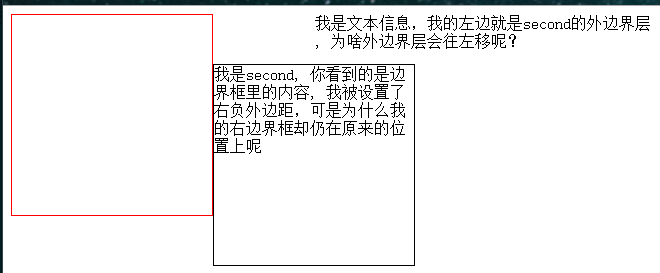 我是文本信息，我的左边就是second的外边界层
，为啥外边界层会往左移呢？
我是second, 你看到的是边
界框里的内容, 我被设置了
右负外边距，可是为什么我
的右边界框却仍在原来的位
置上呢